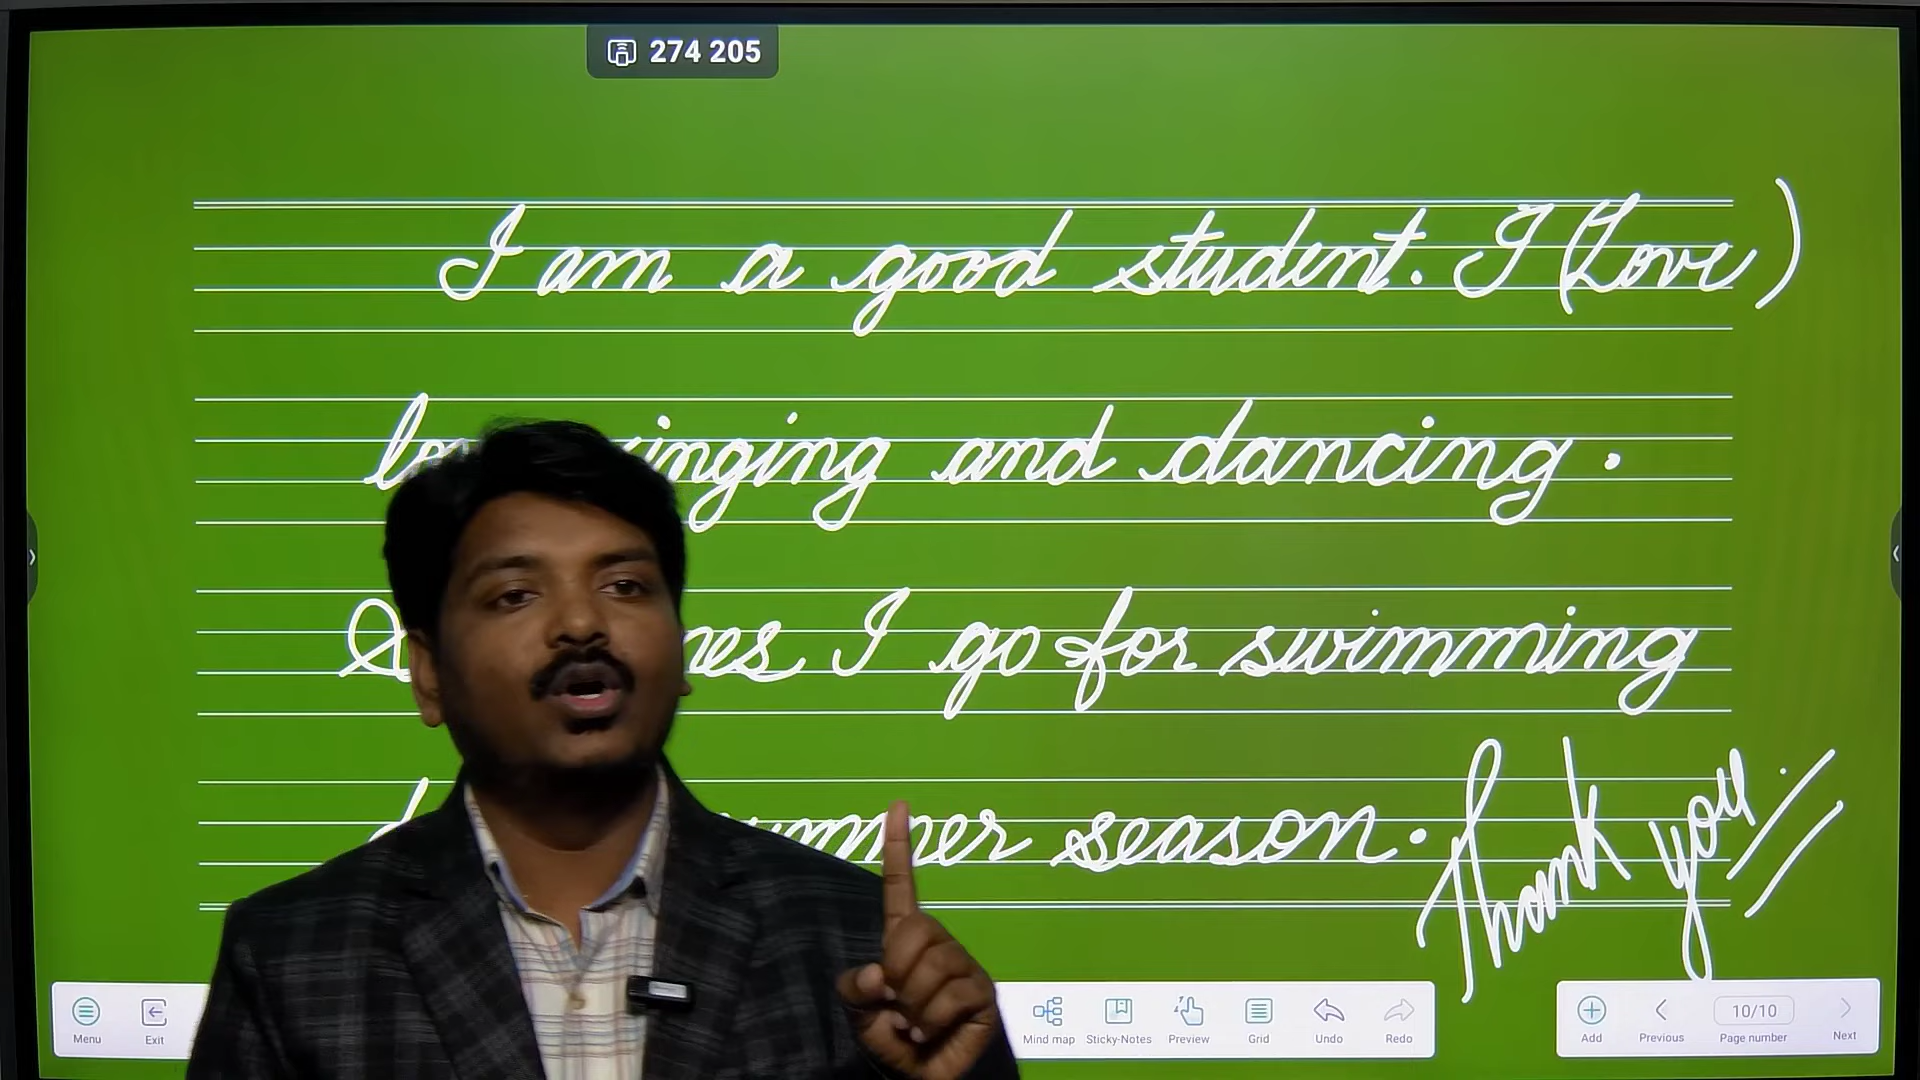 274 205
I am a good student. I (Love)
singing and dancing.
I go for swimming
summer season.
Thank you.
Menu Exit Mind map Sticky-Notes Preview Grid Undo Redo Add Previous 10/10 Page number Next